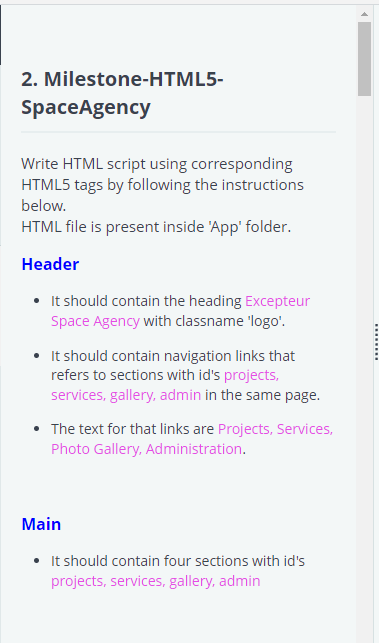 2. Milestone-HTML5-
SpaceAgency
Write HTML script using corresponding
HTML5 tags by following the instructions
below.
HTML file is present inside 'App' folder.
Header
• It should contain the heading Excepteur
Space Agency with classname 'logo'.
• It should contain navigation links that
refers to sections with id's projects,
services, gallery, admin in the same page.
• The text for that links are Projects, Services,
Photo Gallery, Administration.
Main
• It should contain four sections with id's
projects, services, gallery, admin